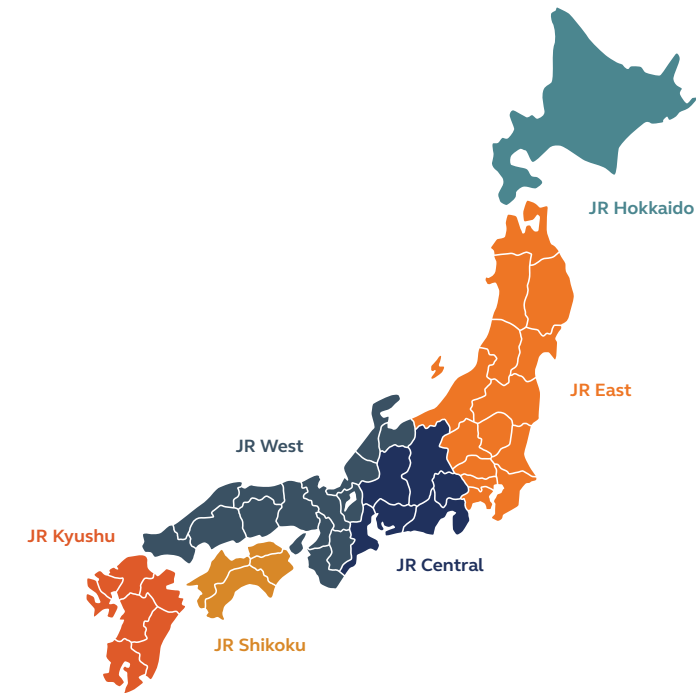 JR Hokkaido
JR East
JR West
JR Kyushu
JR Central
JR Shikoku